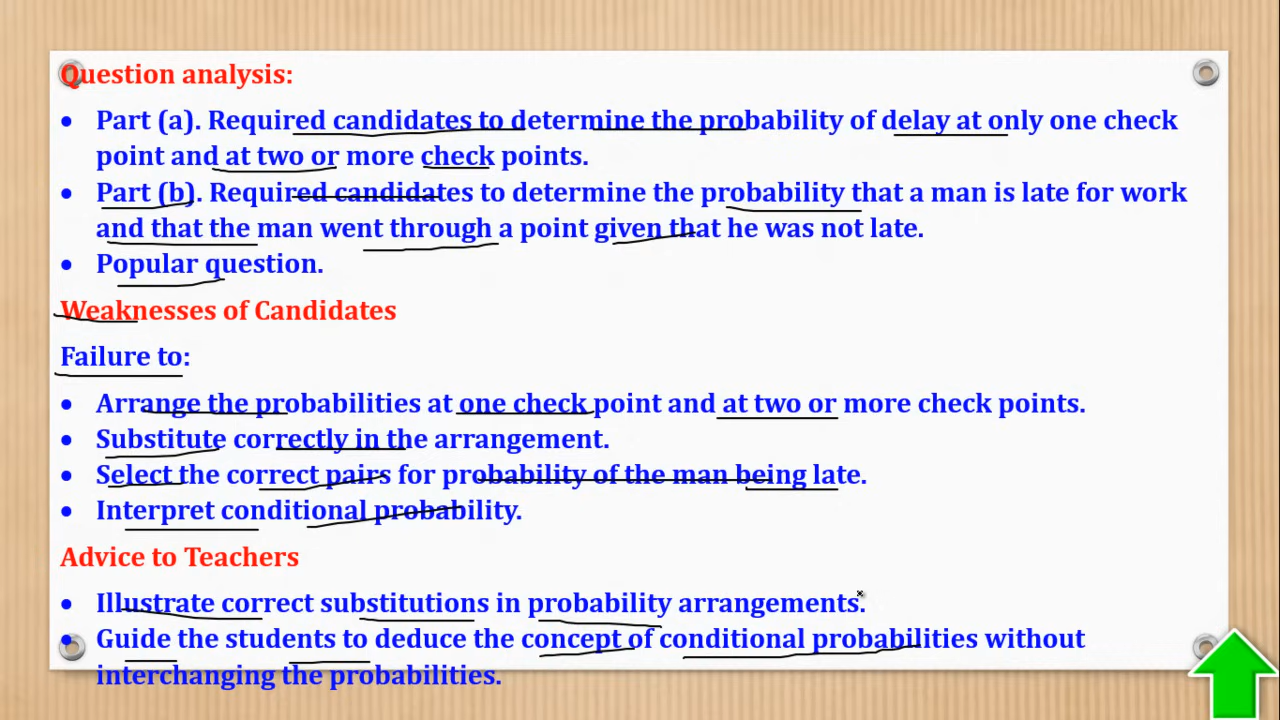 Question analysis:
• Part (a). Required candidates to determine the probability of delay at only one check
point and at two or more check points.
• Part (b). Required candidates to determine the probability that a man is late for work
and that the man went through a point given that he was not late.
• Popular question.
Weaknesses of Candidates
Failure to:
• Arrange the probabilities at one check point and at two or more check points.
• Substitute correctly in the arrangement.
• Select the correct pairs for probability of the man being late.
• Interpret conditional probability.
Advice to Teachers
• Illustrate correct substitutions in probability arrangements.
• Guide the students to deduce the concept of conditional probabilities without
interchanging the probabilities.